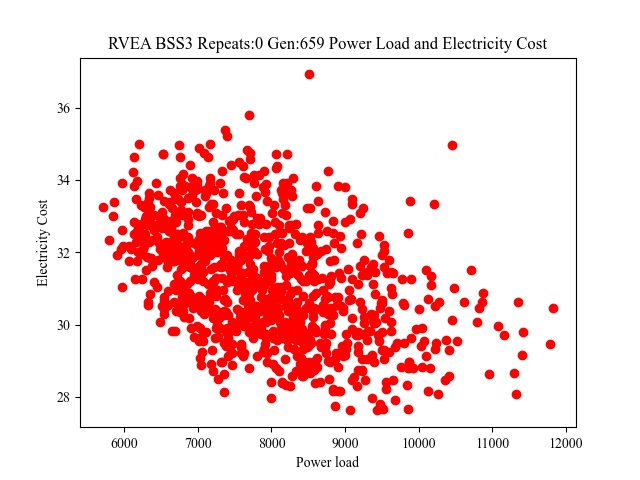 RVEA BSS3 Repeats:0 Gen:659 Power Load and Electricity Cost
36
34
32
30
28
Electricity Cost
6000 7000 8000 9000 10000 11000 12000
Power load